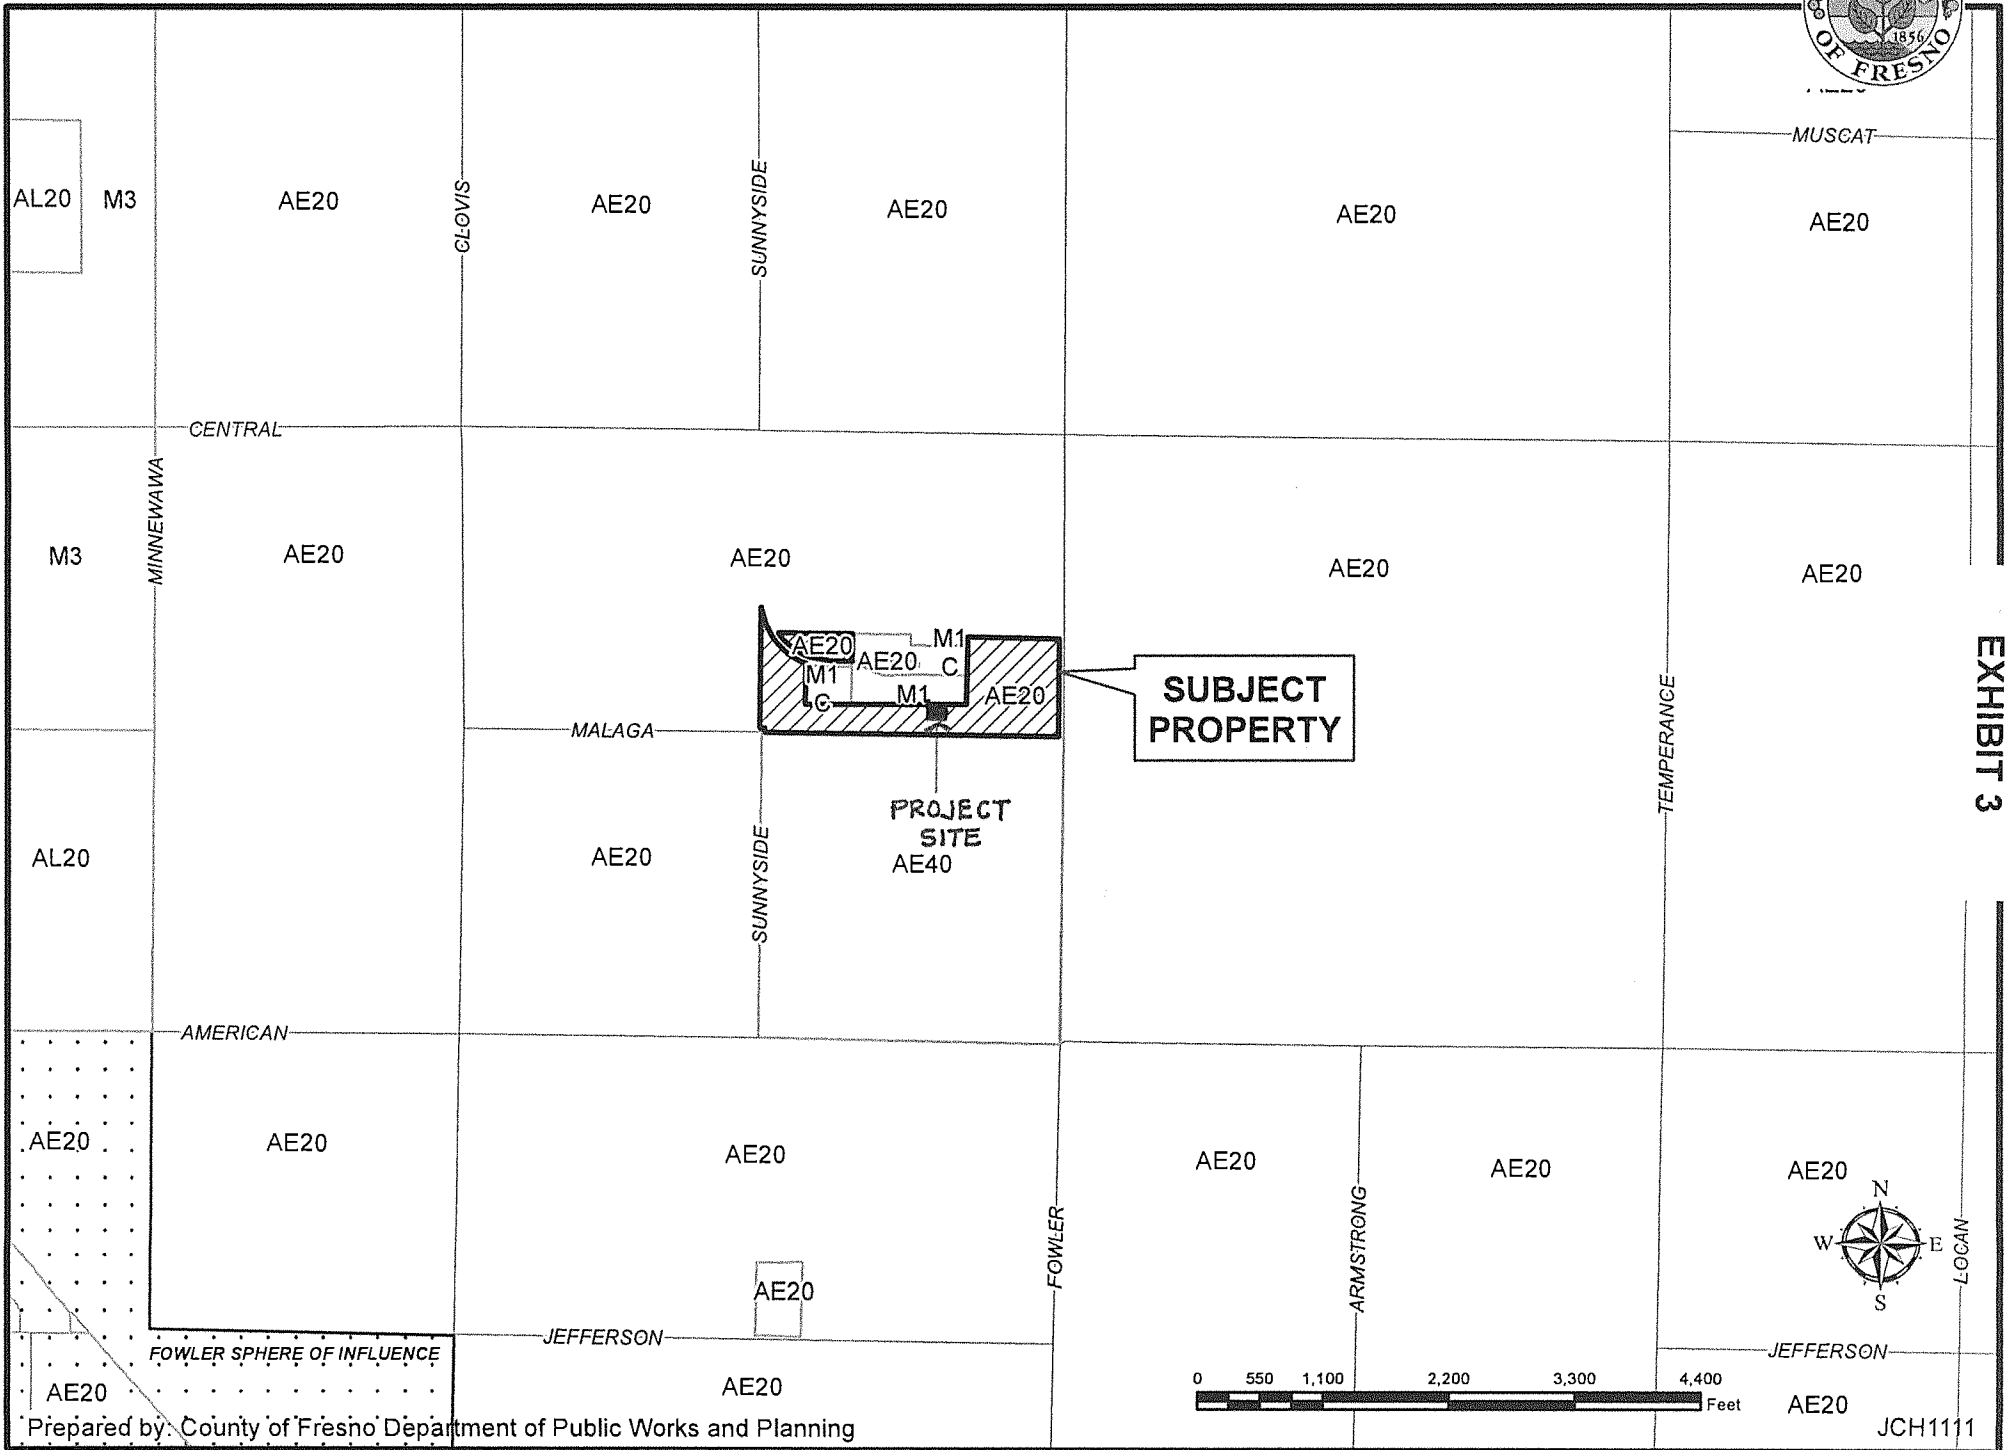 1856
OF FRESNO
MUSCAT
AL20
M3
AE20
CLOVIS
AE20
SUNNYSIDE
AE20
AE20
AE20
CENTRAL
MINNEWAWA
M3
AE20
AE20
AE20
AE20
EXHIBIT 3
AE20
M1
C
AE20
M1
C
M1
AE20
SUBJECT
PROPERTY
MALAGA
TEMPERANCE
PROJECT
SITE
AL20
AE20
SUNNYSIDE
AE40
AMERICAN
AE20
AE20
AE20
AE20
AE20
AE20
FOWLER
ARMSTRONG
N
W
E
S
LOCAN
AE20
JEFFERSON
JEFFERSON
FOWLER SPHERE OF INFLUENCE
AE20
AE20
0 550 1,100 2,200 3,300 4,400
Feet
AE20
Prepared by: County of Fresno Department of Public Works and Planning
JCH1111